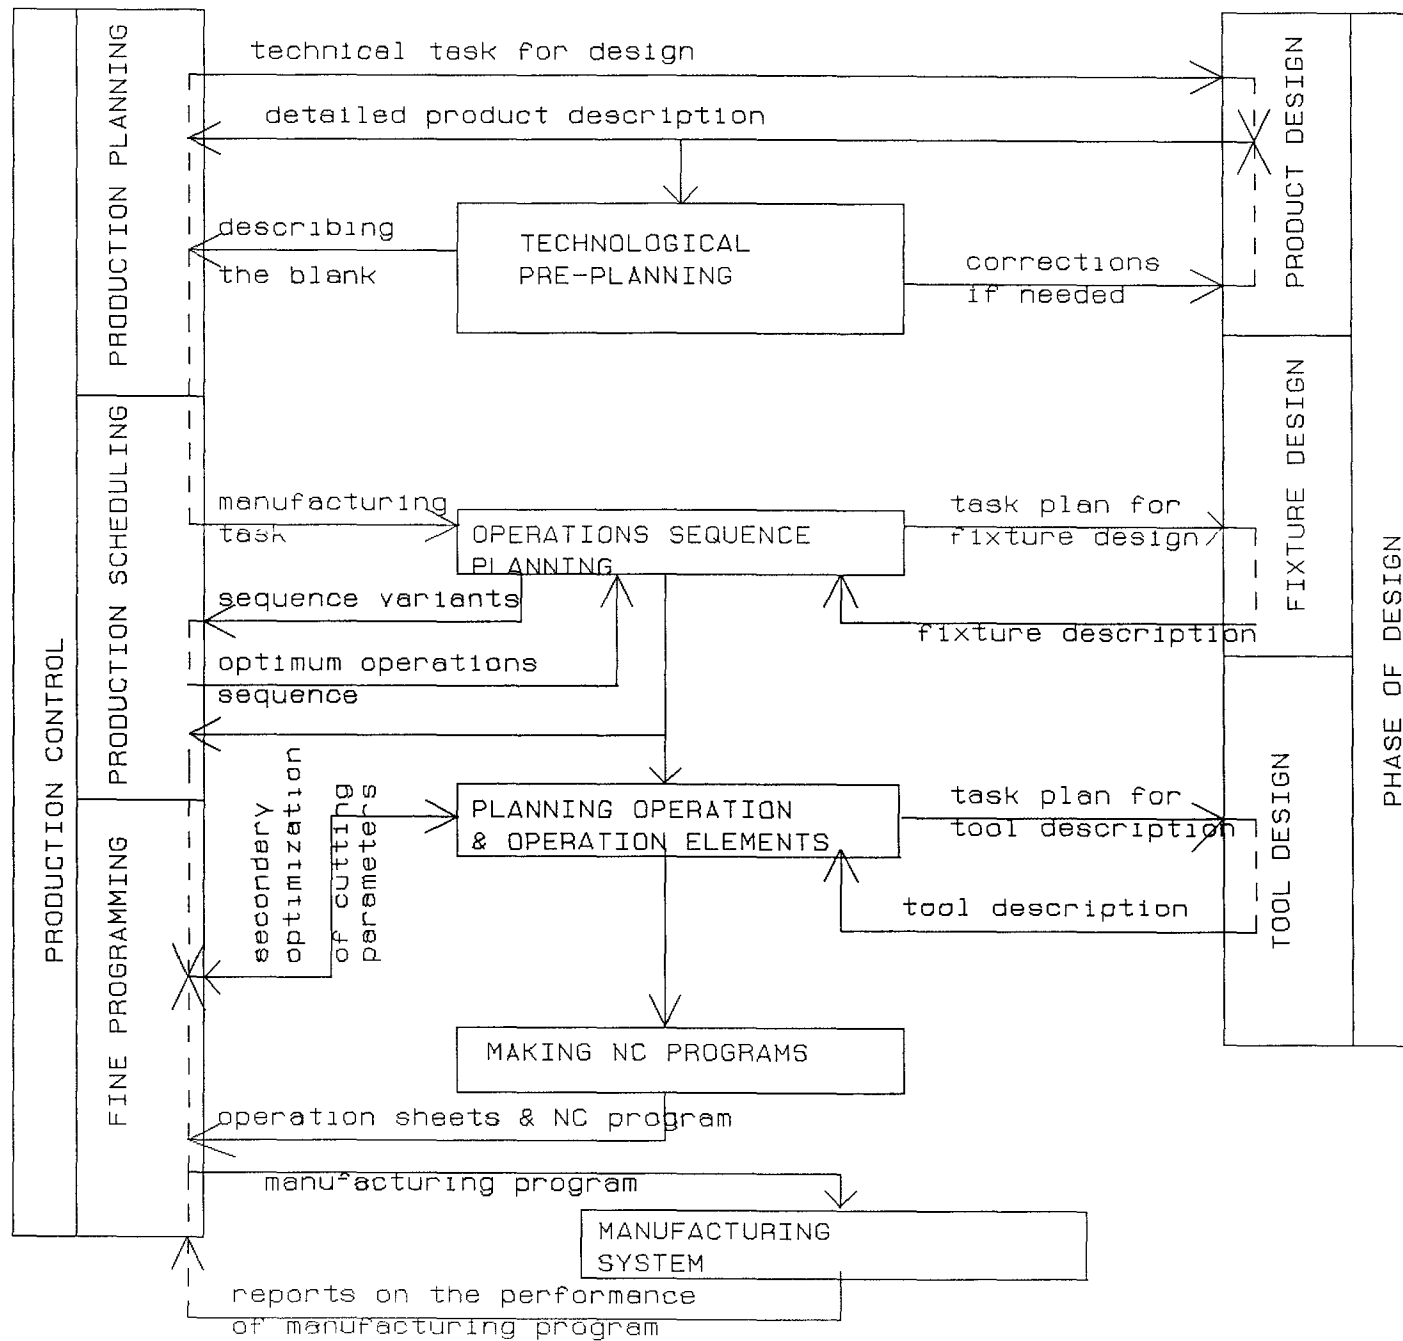 PRODUCTION CONTROL
PRODUCTION PLANNING
PRODUCTION SCHEDULING
FINE PROGRAMMING
technical task for design
detailed product description
describing
the blank
TECHNOLOGICAL
PRE-PLANNING
corrections
if needed
manufacturing
task
OPERATIONS SEQUENCE
PLANNING
task plan for
fixture design
sequence variants
fixture description
optimum operations
sequence
secondery
optimization
of cutting
parameters
PLANNING OPERATION
& OPERATION ELEMENTS
task plan for
tool description
tool description
MAKING NC PROGRAMS
operation sheets & NC program
manufacturing program
MANUFACTURING
SYSTEM
reports on the performance
of manufacturing program
PRODUCT DESIGN
FIXTURE DESIGN
TOOL DESIGN
PHASE OF DESIGN